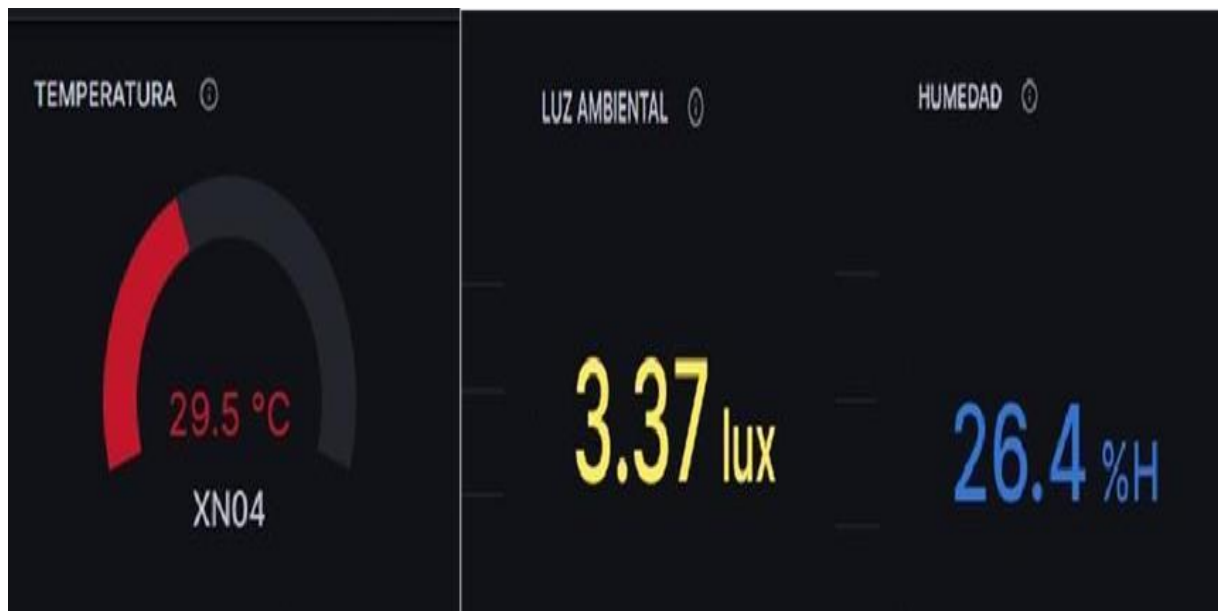 TEMPERATURA
29.5 °C
XN04
LUZ AMBIENTAL
3.37 lux
HUMEDAD
26.4 %H